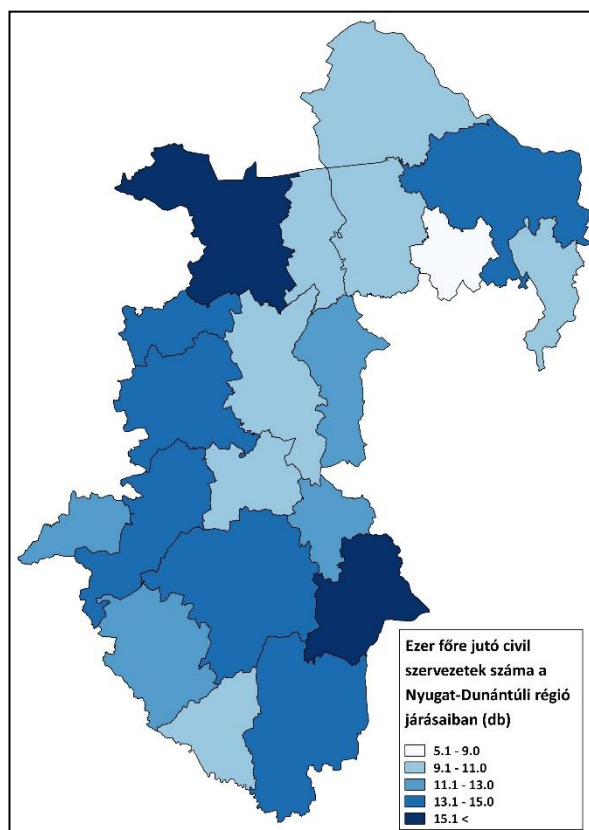 Ezer főre jutó civil
szervezetek száma a
Nyugat-Dunántúli régió
járásaiban (db)
5.1 - 9.0
9.1 - 11.0
11.1 - 13.0
13.1 - 15.0
15.1 <